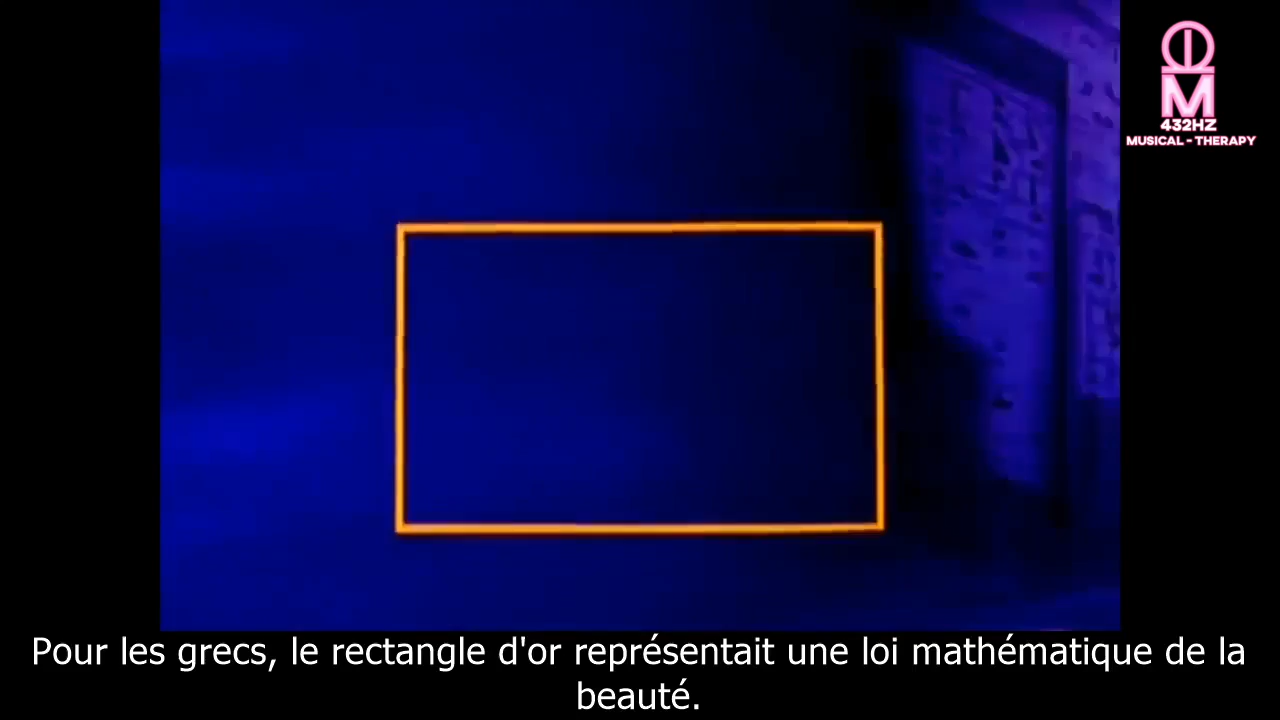 M
432HZ
MUSICAL - THERAPY
Pour les grecs, le rectangle d'or représentait une loi mathématique de la
beauté.